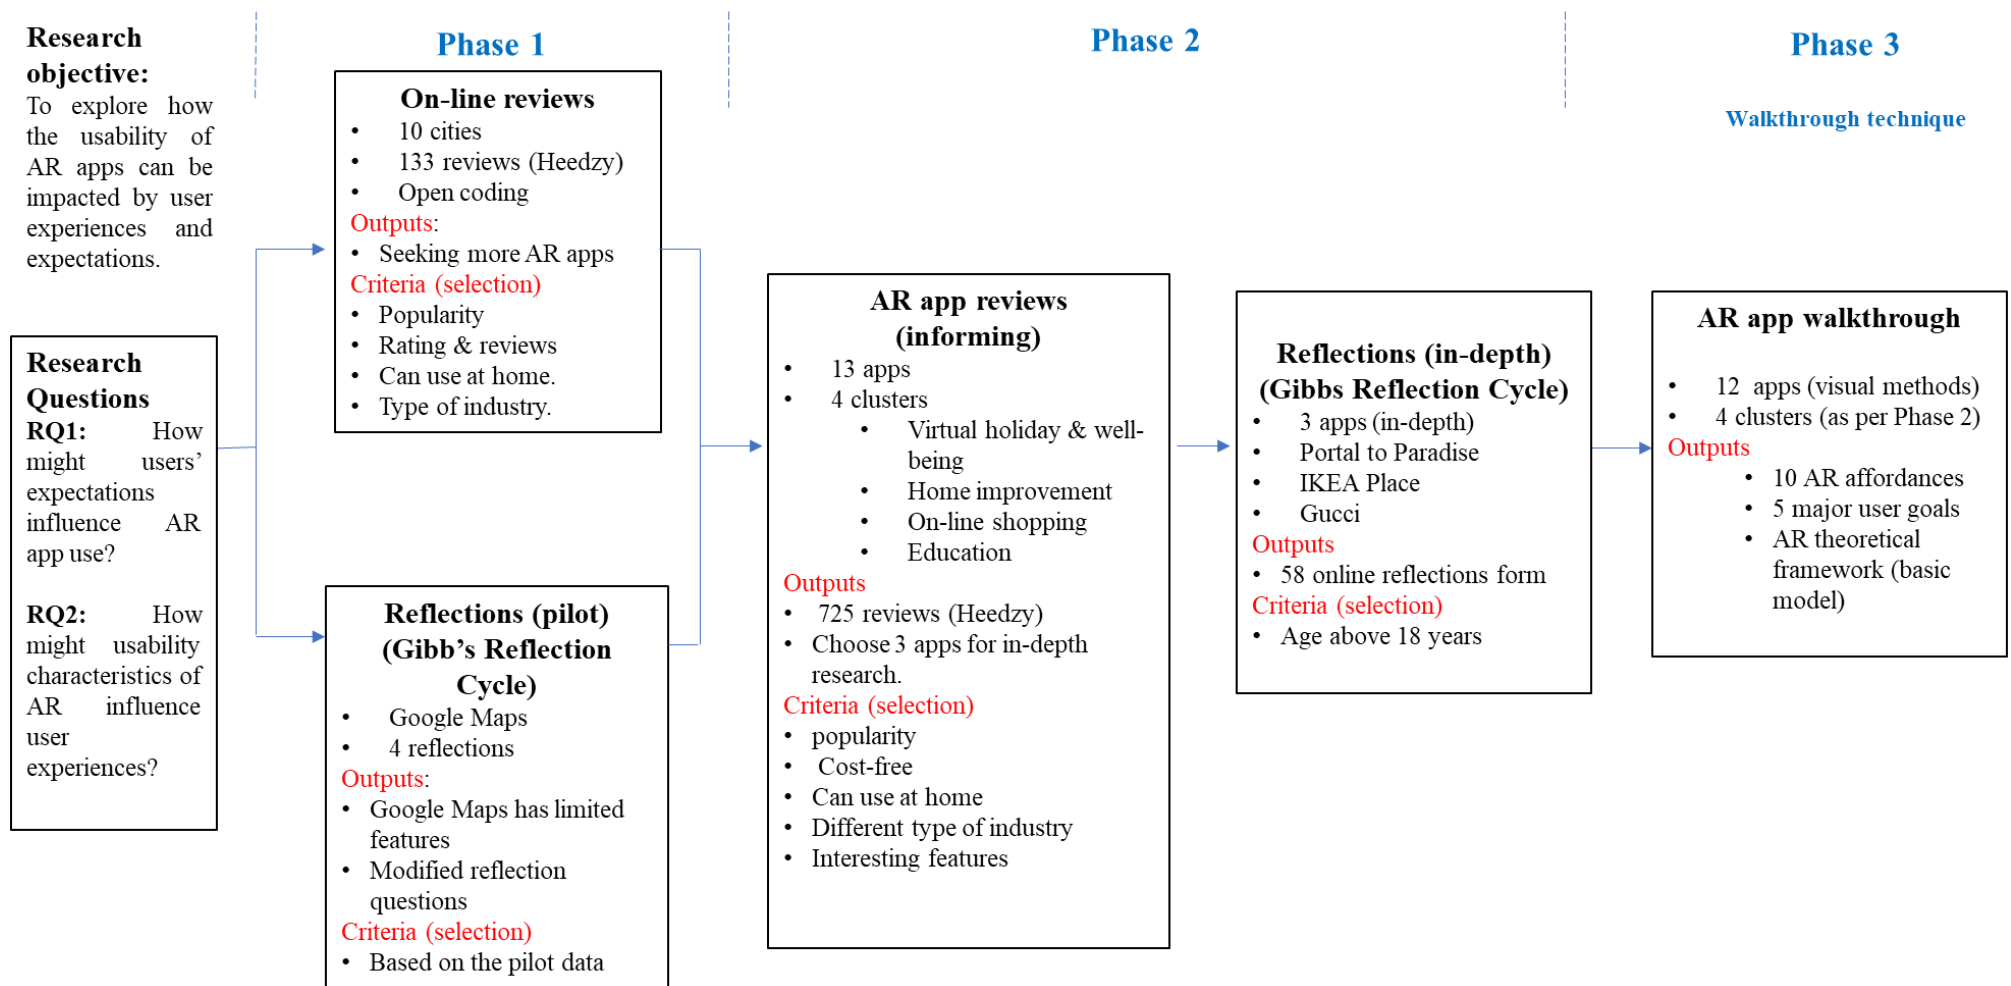 Research
objective:
To explore how
the usability of
AR apps can be
impacted by user
experiences and
expectations.
Research
Questions
RQ1: How
might users’
expectations
influence AR
app use?
RQ2: How
might usability
characteristics of
AR influence
user
experiences?
Phase 1
On-line reviews
• 10 cities
• 133 reviews (Heedzy)
• Open coding
Outputs:
• Seeking more AR apps
Criteria (selection)
• Popularity
• Rating & reviews
• Can use at home.
• Type of industry.
Reflections (pilot)
(Gibb’s Reflection
Cycle)
• Google Maps
• 4 reflections
Outputs:
• Google Maps has limited
features
• Modified reflection
questions
Criteria (selection)
• Based on the pilot data
Phase 2
AR app reviews
(informing)
• 13 apps
• 4 clusters
• Virtual holiday & well-
being
• Home improvement
• On-line shopping
• Education
Outputs
• 725 reviews (Heedzy)
• Choose 3 apps for in-depth
research.
Criteria (selection)
• popularity
• Cost-free
• Can use at home
• Different type of industry
• Interesting features
Reflections (in-depth)
(Gibbs Reflection Cycle)
• 3 apps (in-depth)
• Portal to Paradise
• IKEA Place
• Gucci
Outputs
• 58 online reflections form
Criteria (selection)
• Age above 18 years
Phase 3
Walkthrough technique
AR app walkthrough
• 12 apps (visual methods)
• 4 clusters (as per Phase 2)
Outputs
• 10 AR affordances
• 5 major user goals
• AR theoretical
framework (basic
model)